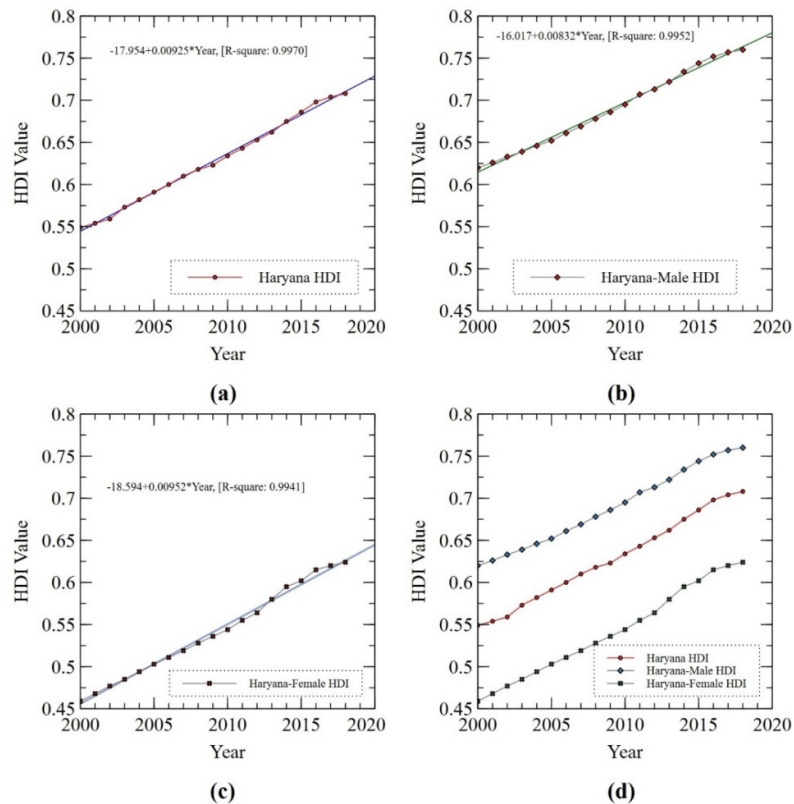 -17.954+0.00925*Year, [R-square: 0.9970]
0.8
0.75
0.7
0.65
0.6
0.55
0.5
0.45
HDI Value
Haryana HDI
2000 2005 2010 2015 2020
Year
(a)
-16.017+0.00832*Year, [R-square: 0.9952]
0.8
0.75
0.7
0.65
0.6
0.55
0.5
0.45
HDI Value
Haryana-Male HDI
2000 2005 2010 2015 2020
Year
(b)
-18.594+0.00952*Year, [R-square: 0.9941]
0.8
0.75
0.7
0.65
0.6
0.55
0.5
0.45
HDI Value
Haryana-Female HDI
2000 2005 2010 2015 2020
Year
(c)
0.8
0.75
0.7
0.65
0.6
0.55
0.5
0.45
HDI Value
Haryana HDI
Haryana-Male HDI
Haryana-Female HDI
2000 2005 2010 2015 2020
Year
(d)